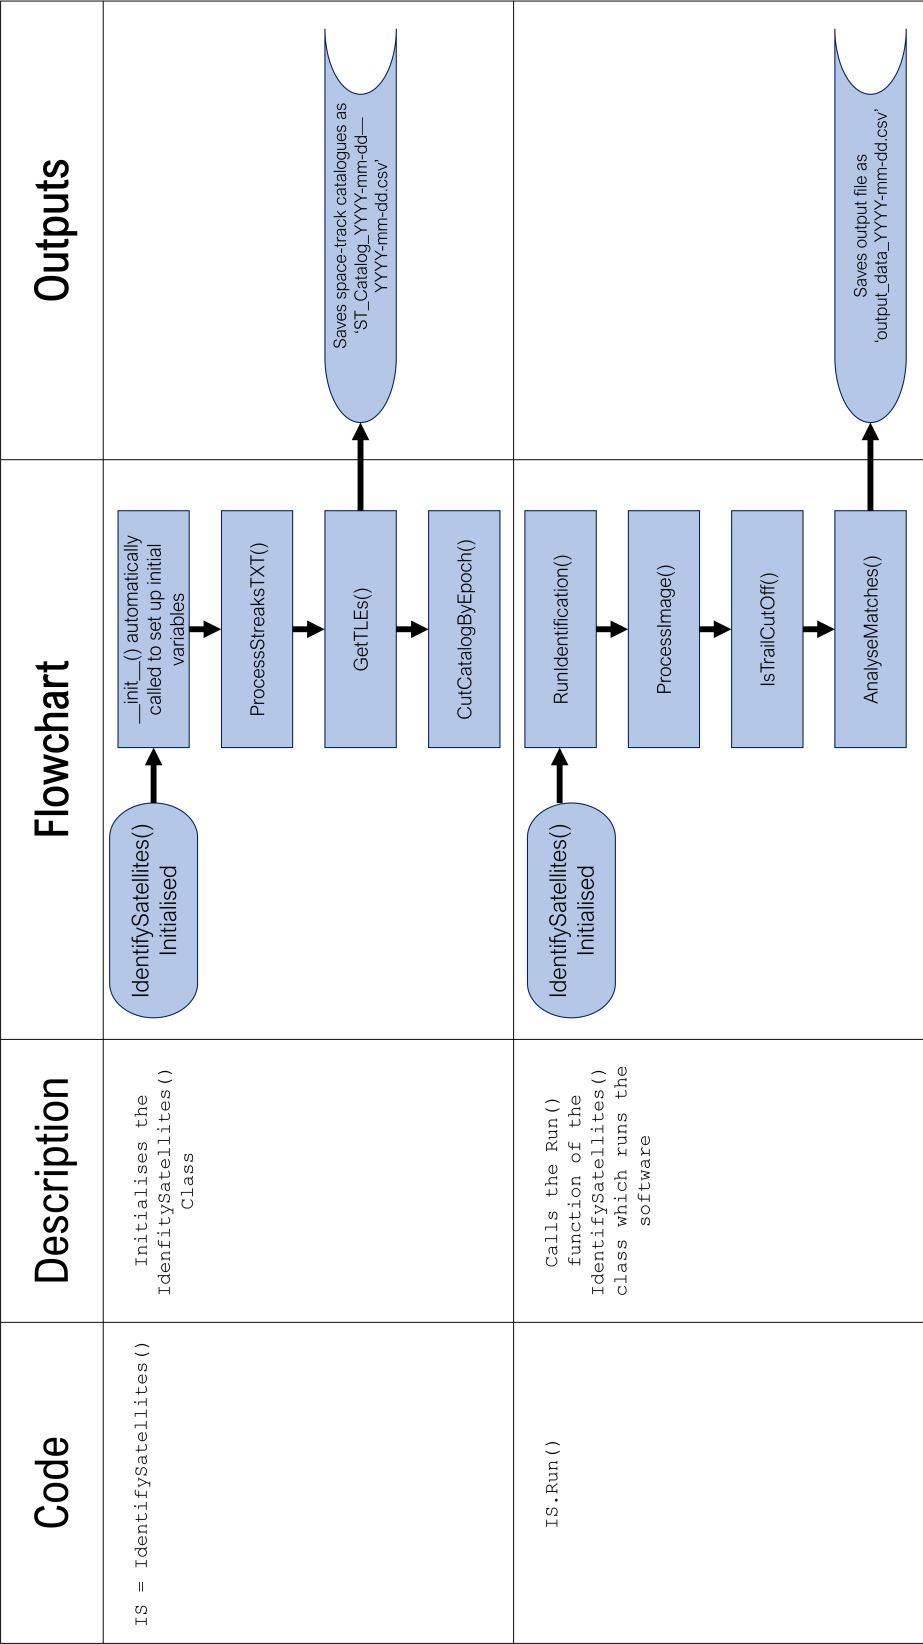 Code
Description
Flowchart
Outputs
IS = IdentifySatellites()
Initialises the
IdenfitySatellites()
Class
IdentifySatellites()
Initialised
__init__() automatically
called to set up initial
variables
ProcessStreaksTXT()
GetTLEs()
CutCatalogByEpoch()
Saves space-track catalogues as
‘ST_Catalog_YYYY-mm-dd—
YYYY-mm-dd.csv’
IS.Run()
Calls the Run()
function of the
IdentifySatellites()
class which runs the
software
IdentifySatellites()
Initialised
RunIdentification()
ProcessImage()
IsTrailCutOff()
AnalyseMatches()
Saves output file as
‘output_data_YYYY-mm-dd.csv’